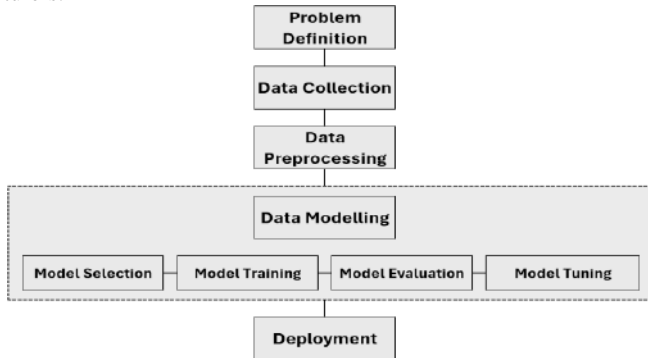 Problem
Definition
Data Collection
Data
Preprocessing
Data Modelling
Model Selection
Model Training
Model Evaluation
Model Tuning
Deployment